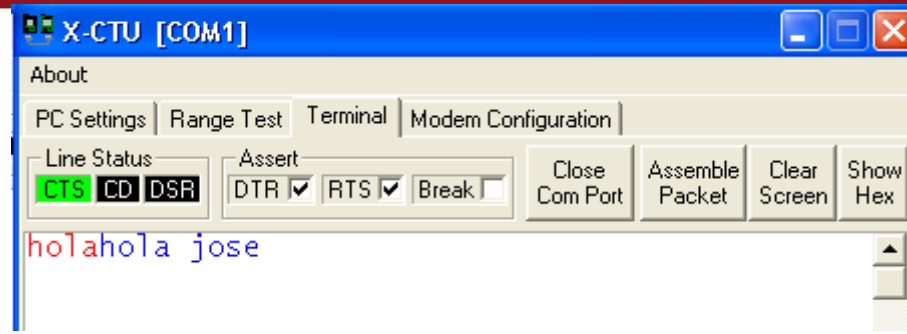 X-CTU [COM1]
About
PC Settings Range Test Terminal Modem Configuration
Line Status Assert
CTS CD DSR DTR RTS Break
Close Com Port
Assemble Packet
Clear Screen
Show Hex
holahola jose